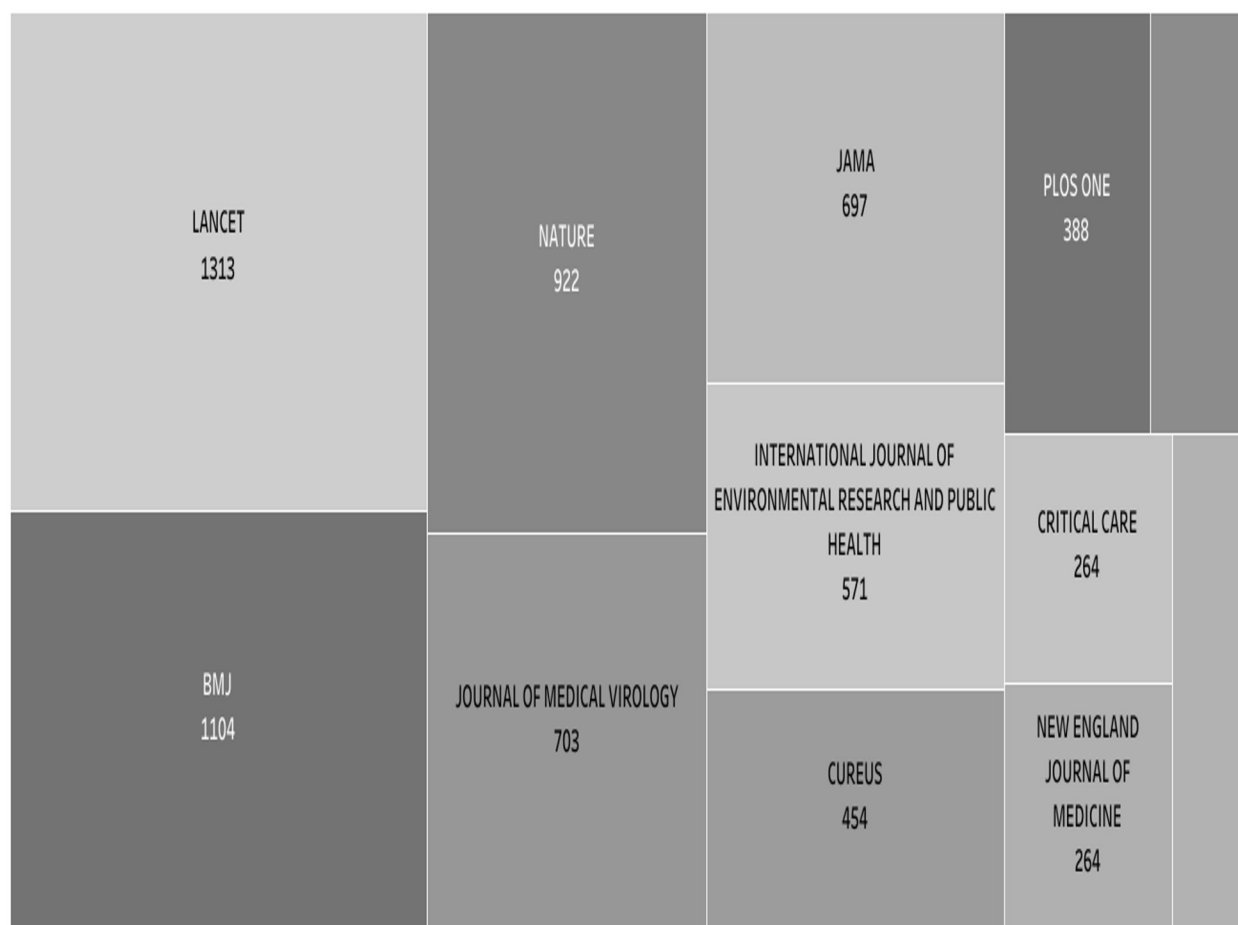 LANCET
1313
BMJ
1104
NATURE
922
JOURNAL OF MEDICAL VIROLOGY
703
JAMA
697
INTERNATIONAL JOURNAL OF
ENVIRONMENTAL RESEARCH AND PUBLIC
HEALTH
571
CUREUS
454
PLOS ONE
388
CRITICAL CARE
264
NEW ENGLAND
JOURNAL OF
MEDICINE
264